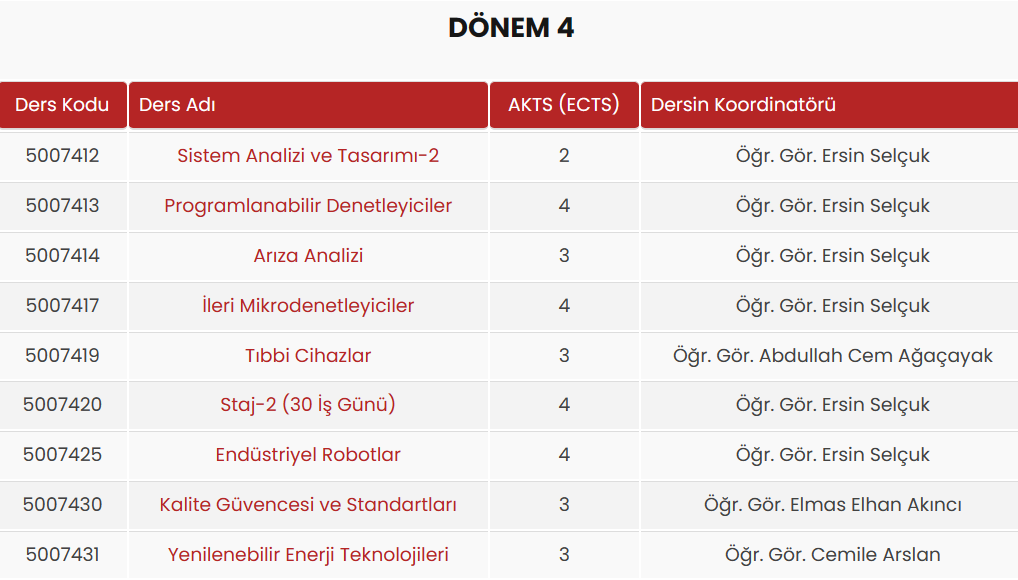 DÖNEM 4
Ders Kodu Ders Adı AKTS (ECTS) Dersin Koordinatörü
5007412 Sistem Analizi ve Tasarımı-2 2 Öğr. Gör. Ersin Selçuk
5007413 Programlanabilir Denetleyiciler 4 Öğr. Gör. Ersin Selçuk
5007414 Arıza Analizi 3 Öğr. Gör. Ersin Selçuk
5007417 İleri Mikrodenetleyiciler 4 Öğr. Gör. Ersin Selçuk
5007419 Tıbbi Cihazlar 3 Öğr. Gör. Abdullah Cem Ağaçayak
5007420 Staj-2 (30 İş Günü) 4 Öğr. Gör. Ersin Selçuk
5007425 Endüstriyel Robotlar 4 Öğr. Gör. Ersin Selçuk
5007430 Kalite Güvencesi ve Standartları 3 Öğr. Gör. Elmas Elhan Akıncı
5007431 Yenilenebilir Enerji Teknolojileri 3 Öğr. Gör. Cemile Arslan